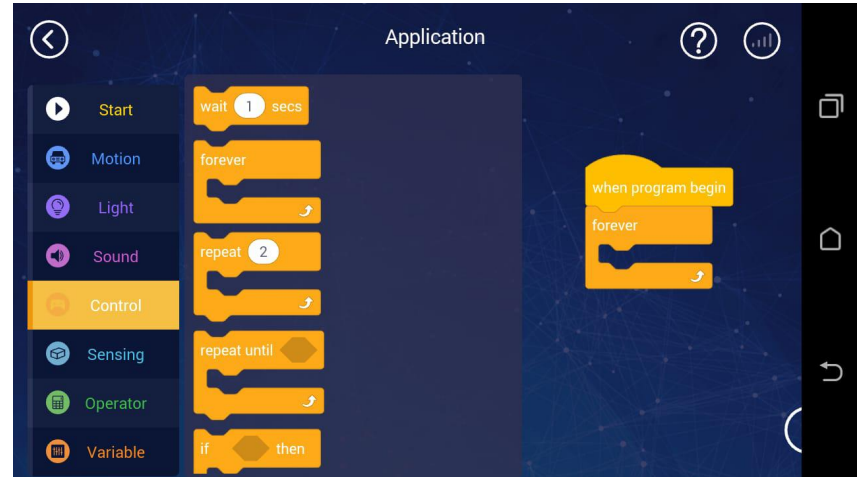 Application
Start
Motion
Light
Sound
Control
Sensing
Operator
Variable
wait 1 secs
forever
repeat 2
repeat until
if then
when program begin
forever